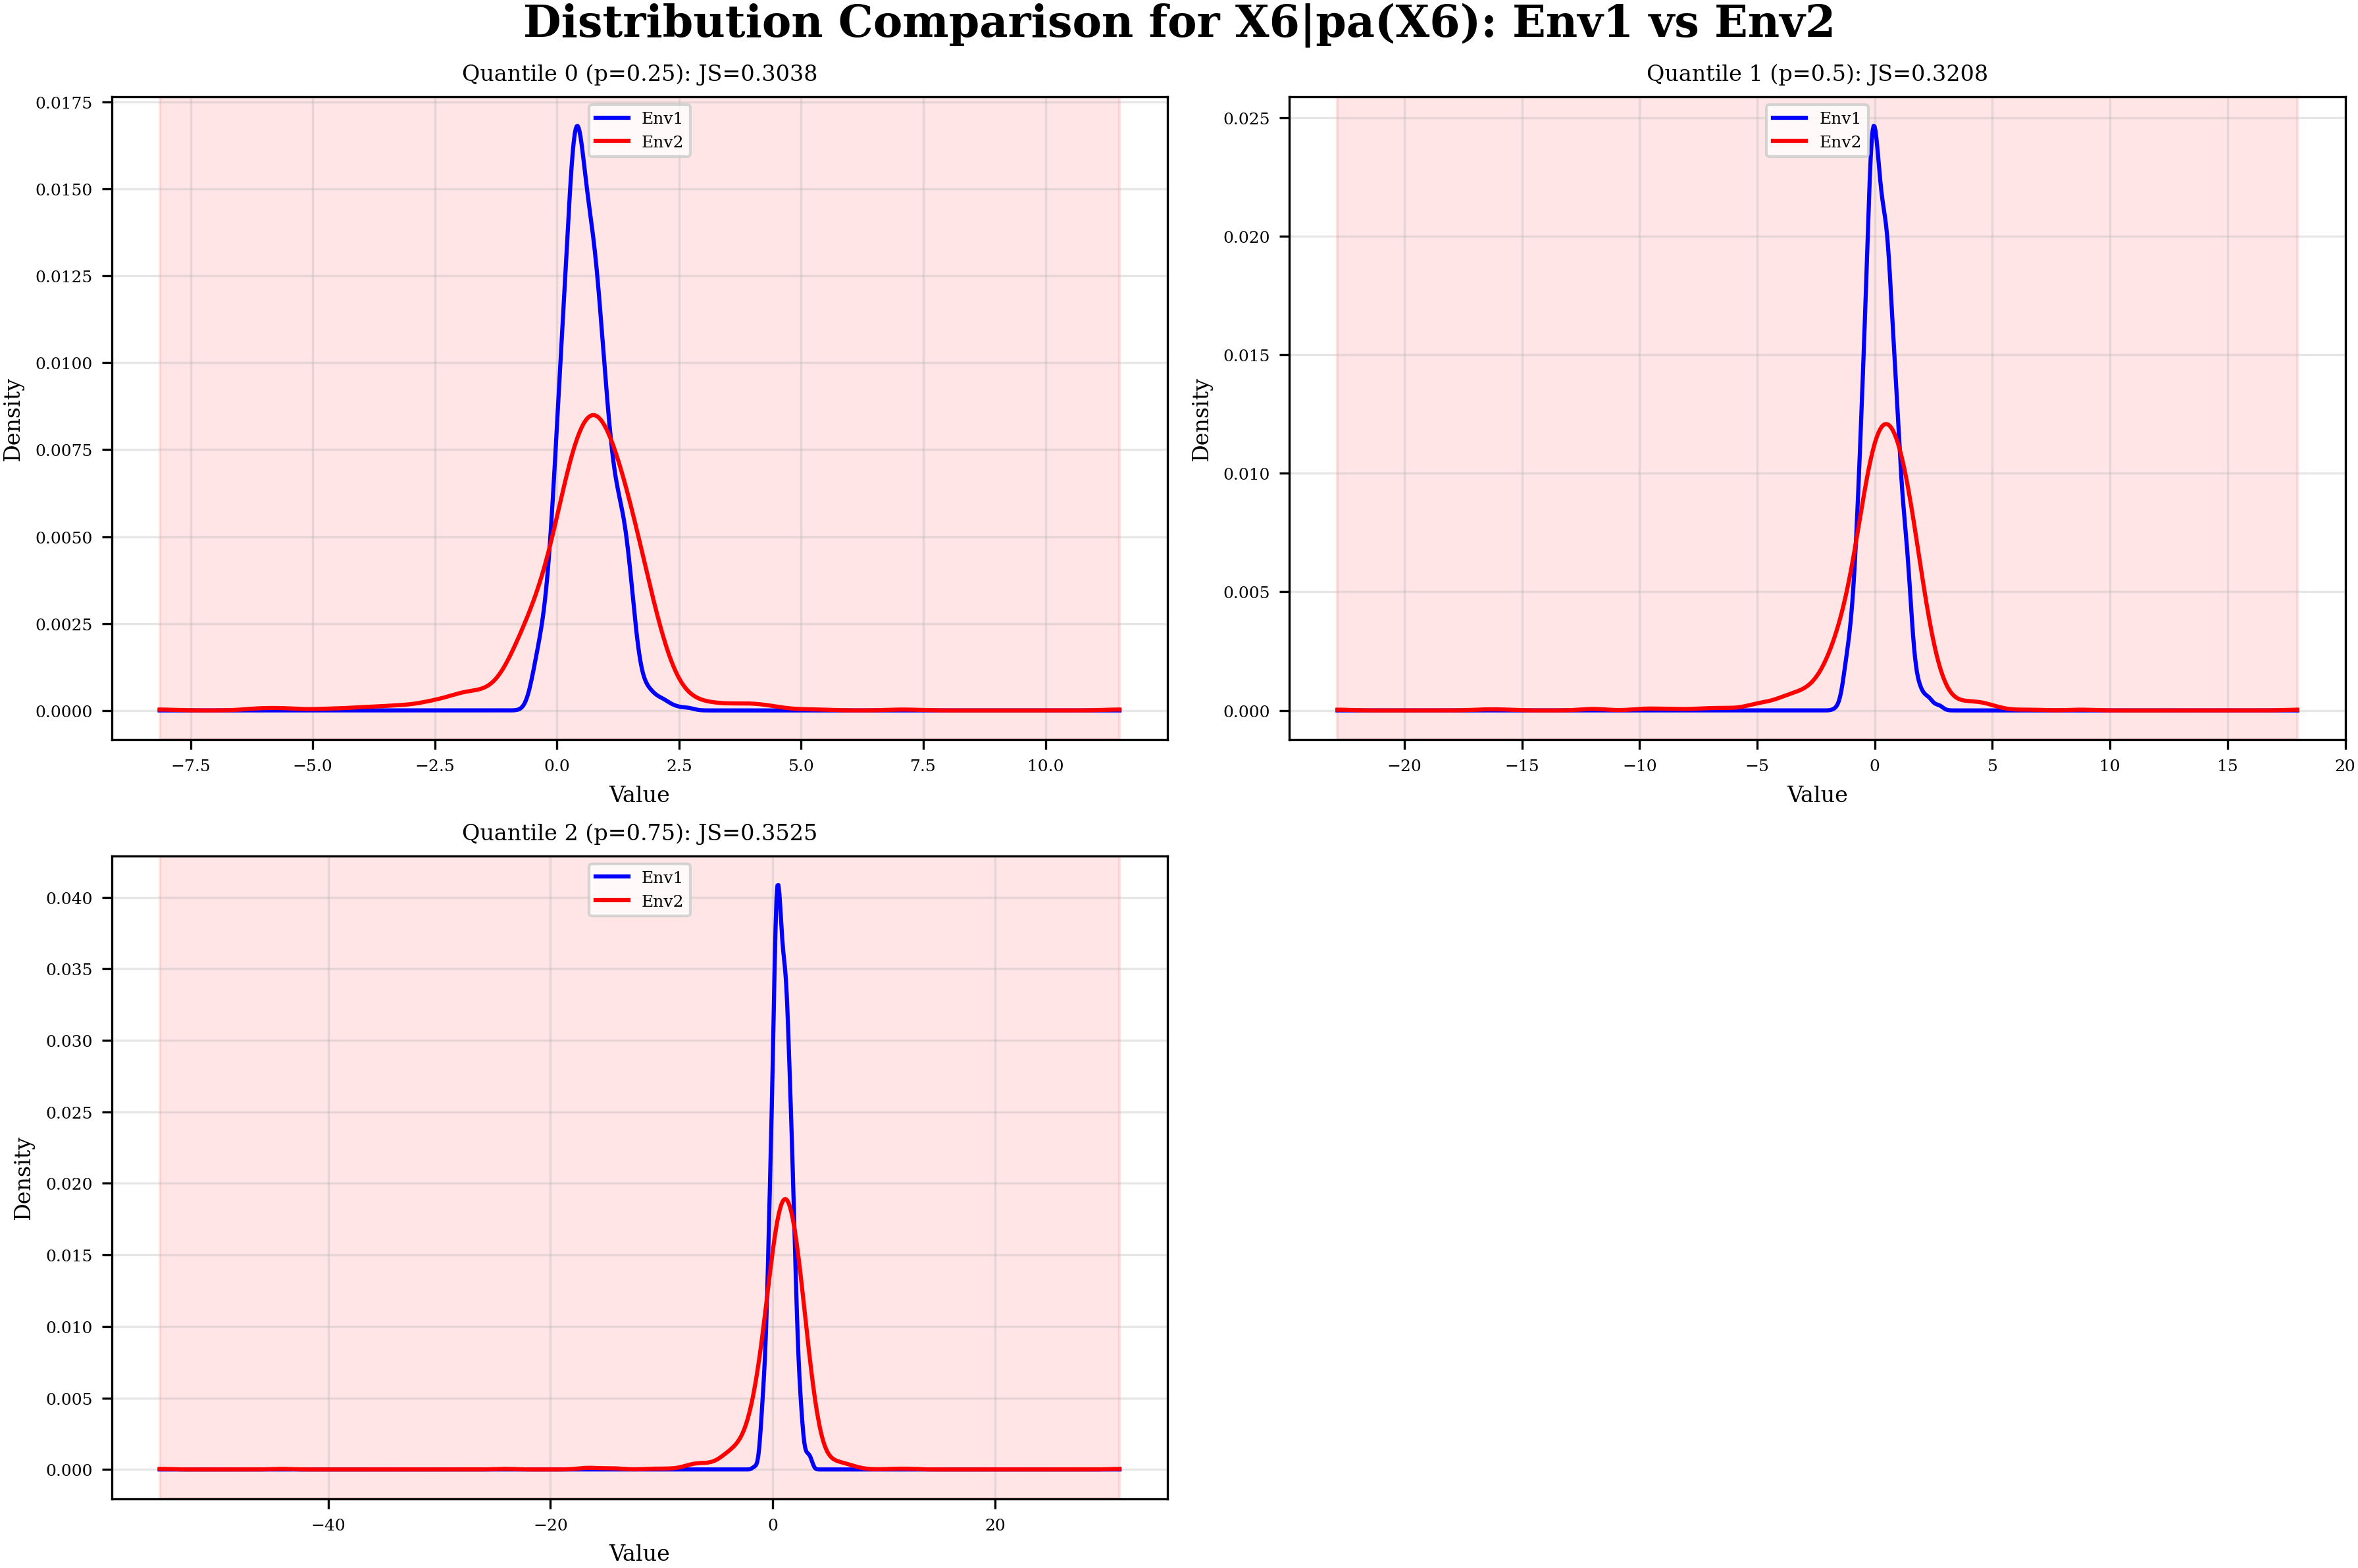 Distribution Comparison for X6|pa(X6): Env1 vs Env2
Quantile 0 (p=0.25): JS=0.3038
Env1
Env2
0.0175
0.0150
0.0125
0.0100
0.0075
0.0050
0.0025
0.0000
Density
−7.5 −5.0 −2.5 0.0 2.5 5.0 7.5 10.0
Value
Quantile 1 (p=0.5): JS=0.3208
Env1
Env2
0.025
0.020
0.015
0.010
0.005
0.000
Density
−20 −15 −10 −5 0 5 10 15 20
Value
Quantile 2 (p=0.75): JS=0.3525
Env1
Env2
0.040
0.035
0.030
0.025
0.020
0.015
0.010
0.005
0.000
Density
−40 −20 0 20
Value